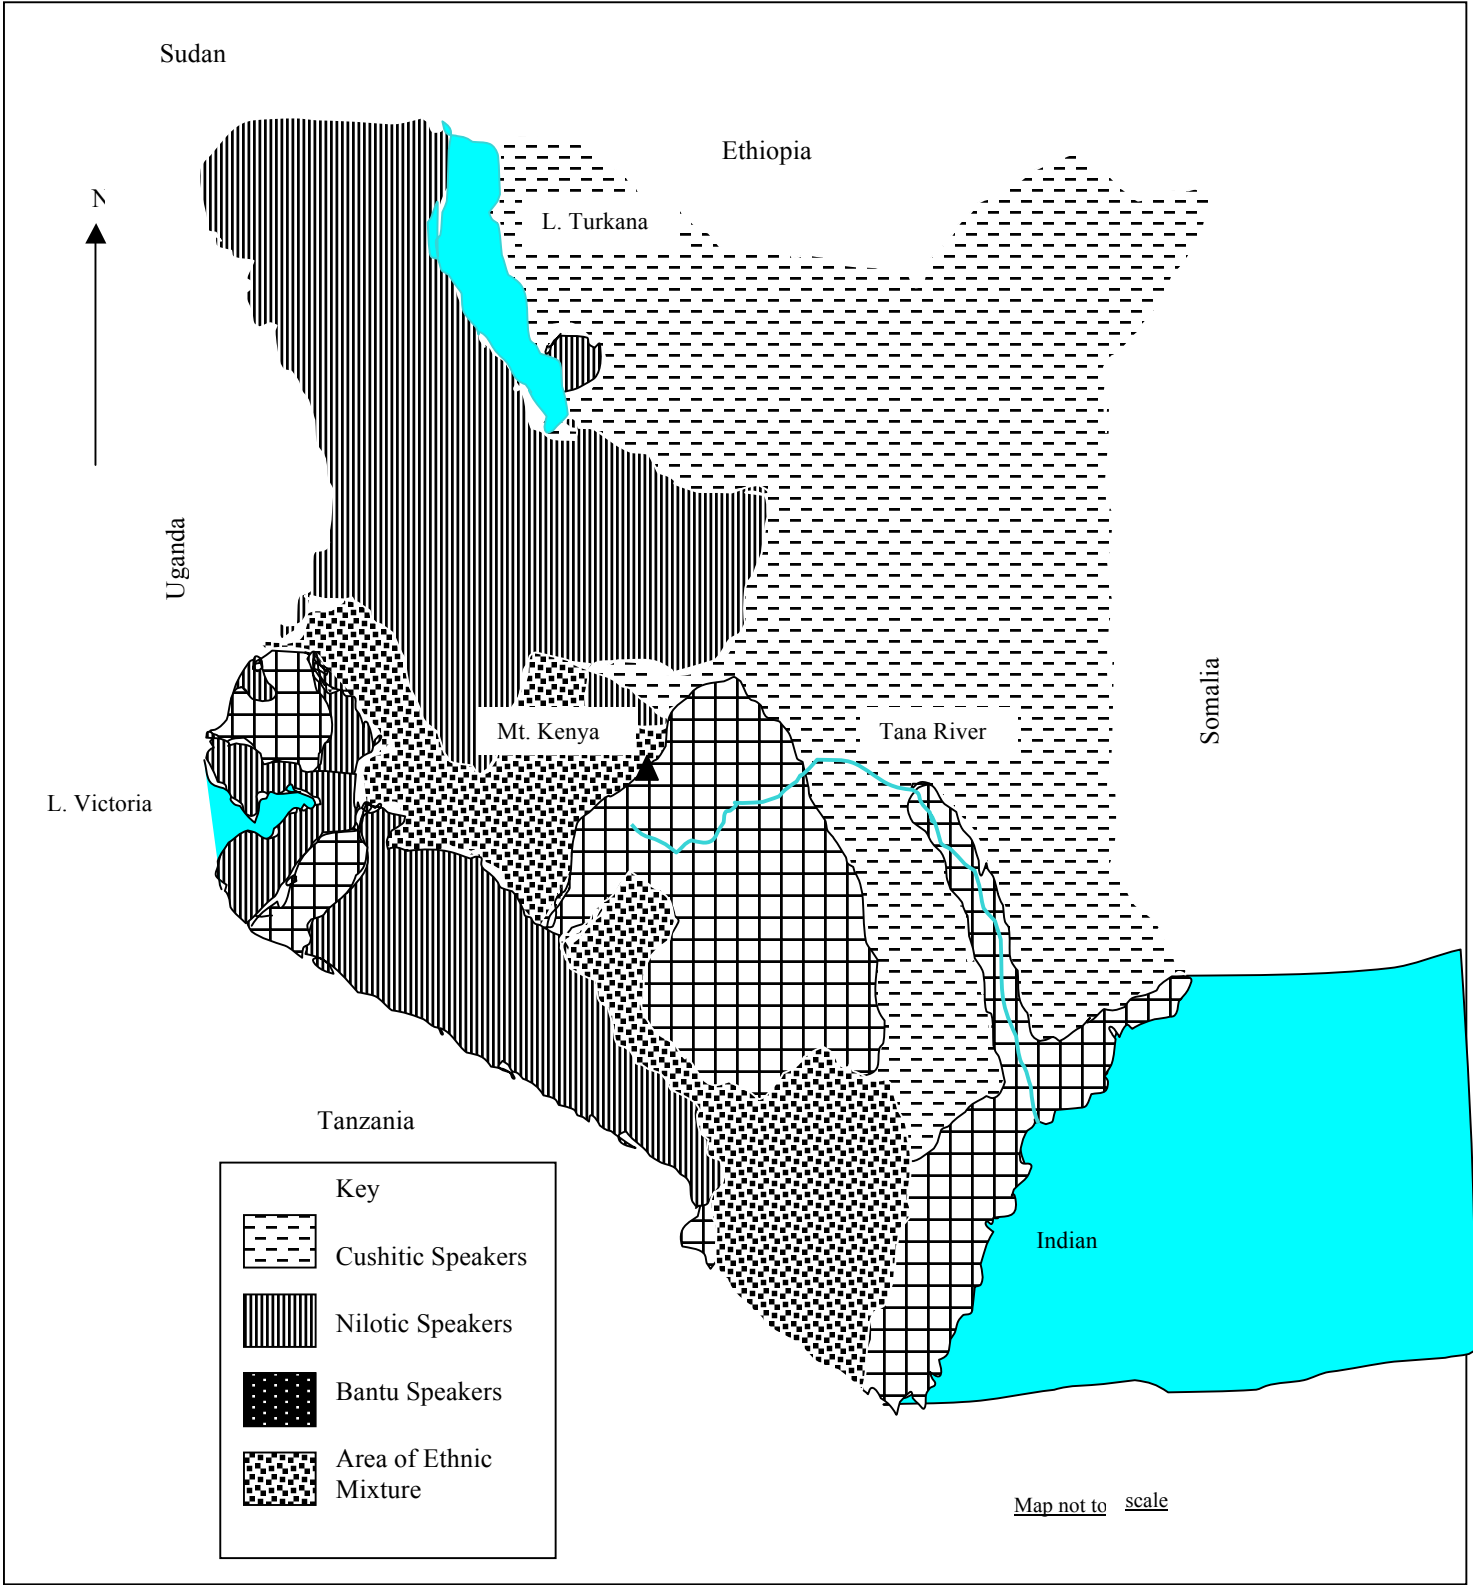 Sudan
Ethiopia
N
L. Turkana
Uganda
Somalia
Mt. Kenya
Tana River
L. Victoria
Tanzania
Indian
Key
Cushitic Speakers
Nilotic Speakers
Bantu Speakers
Area of Ethnic
Mixture
Map not to scale